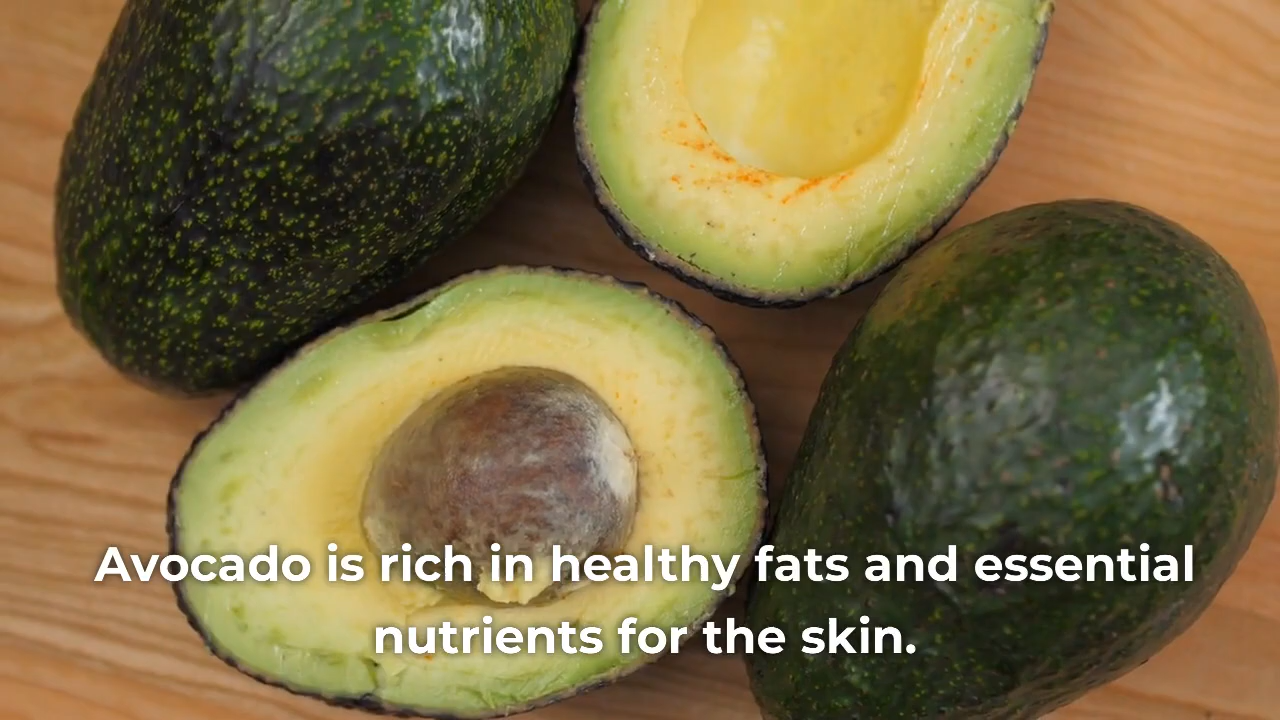 Avocado is rich in healthy fats and essential
nutrients for the skin.